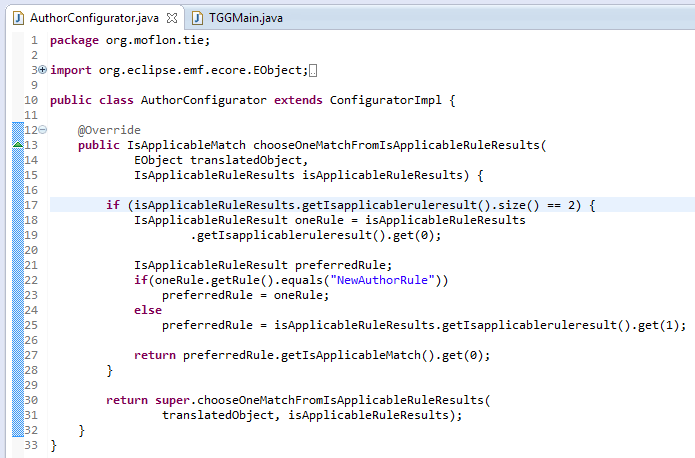 AuthorConfigurator.java TGGMain.java
1 package org.moflon.tie;
2
3 import org.eclipse.emf.ecore.EObject;
9
10 public class AuthorConfigurator extends ConfiguratorImpl {
11
12 @Override
13 public IsApplicableMatch chooseOneMatchFromIsApplicableRuleResults(
14 EObject translatedObject,
15 IsApplicableRuleResults isApplicableRuleResults) {
16
17 if (isApplicableRuleResults.getIsapplicableruleresult().size() == 2) {
18 IsApplicableRuleResult oneRule = isApplicableRuleResults
19 .getIsapplicableruleresult().get(0);
20
21 IsApplicableRuleResult preferredRule;
22 if(oneRule.getRule().equals("NewAuthorRule"))
23 preferredRule = oneRule;
24 else
25 preferredRule = isApplicableRuleResults.getIsapplicableruleresult().get(1);
26
27 return preferredRule.getIsApplicableMatch().get(0);
28 }
29
30 return super.chooseOneMatchFromIsApplicableRuleResults(
31 translatedObject, isApplicableRuleResults);
32 }
33 }